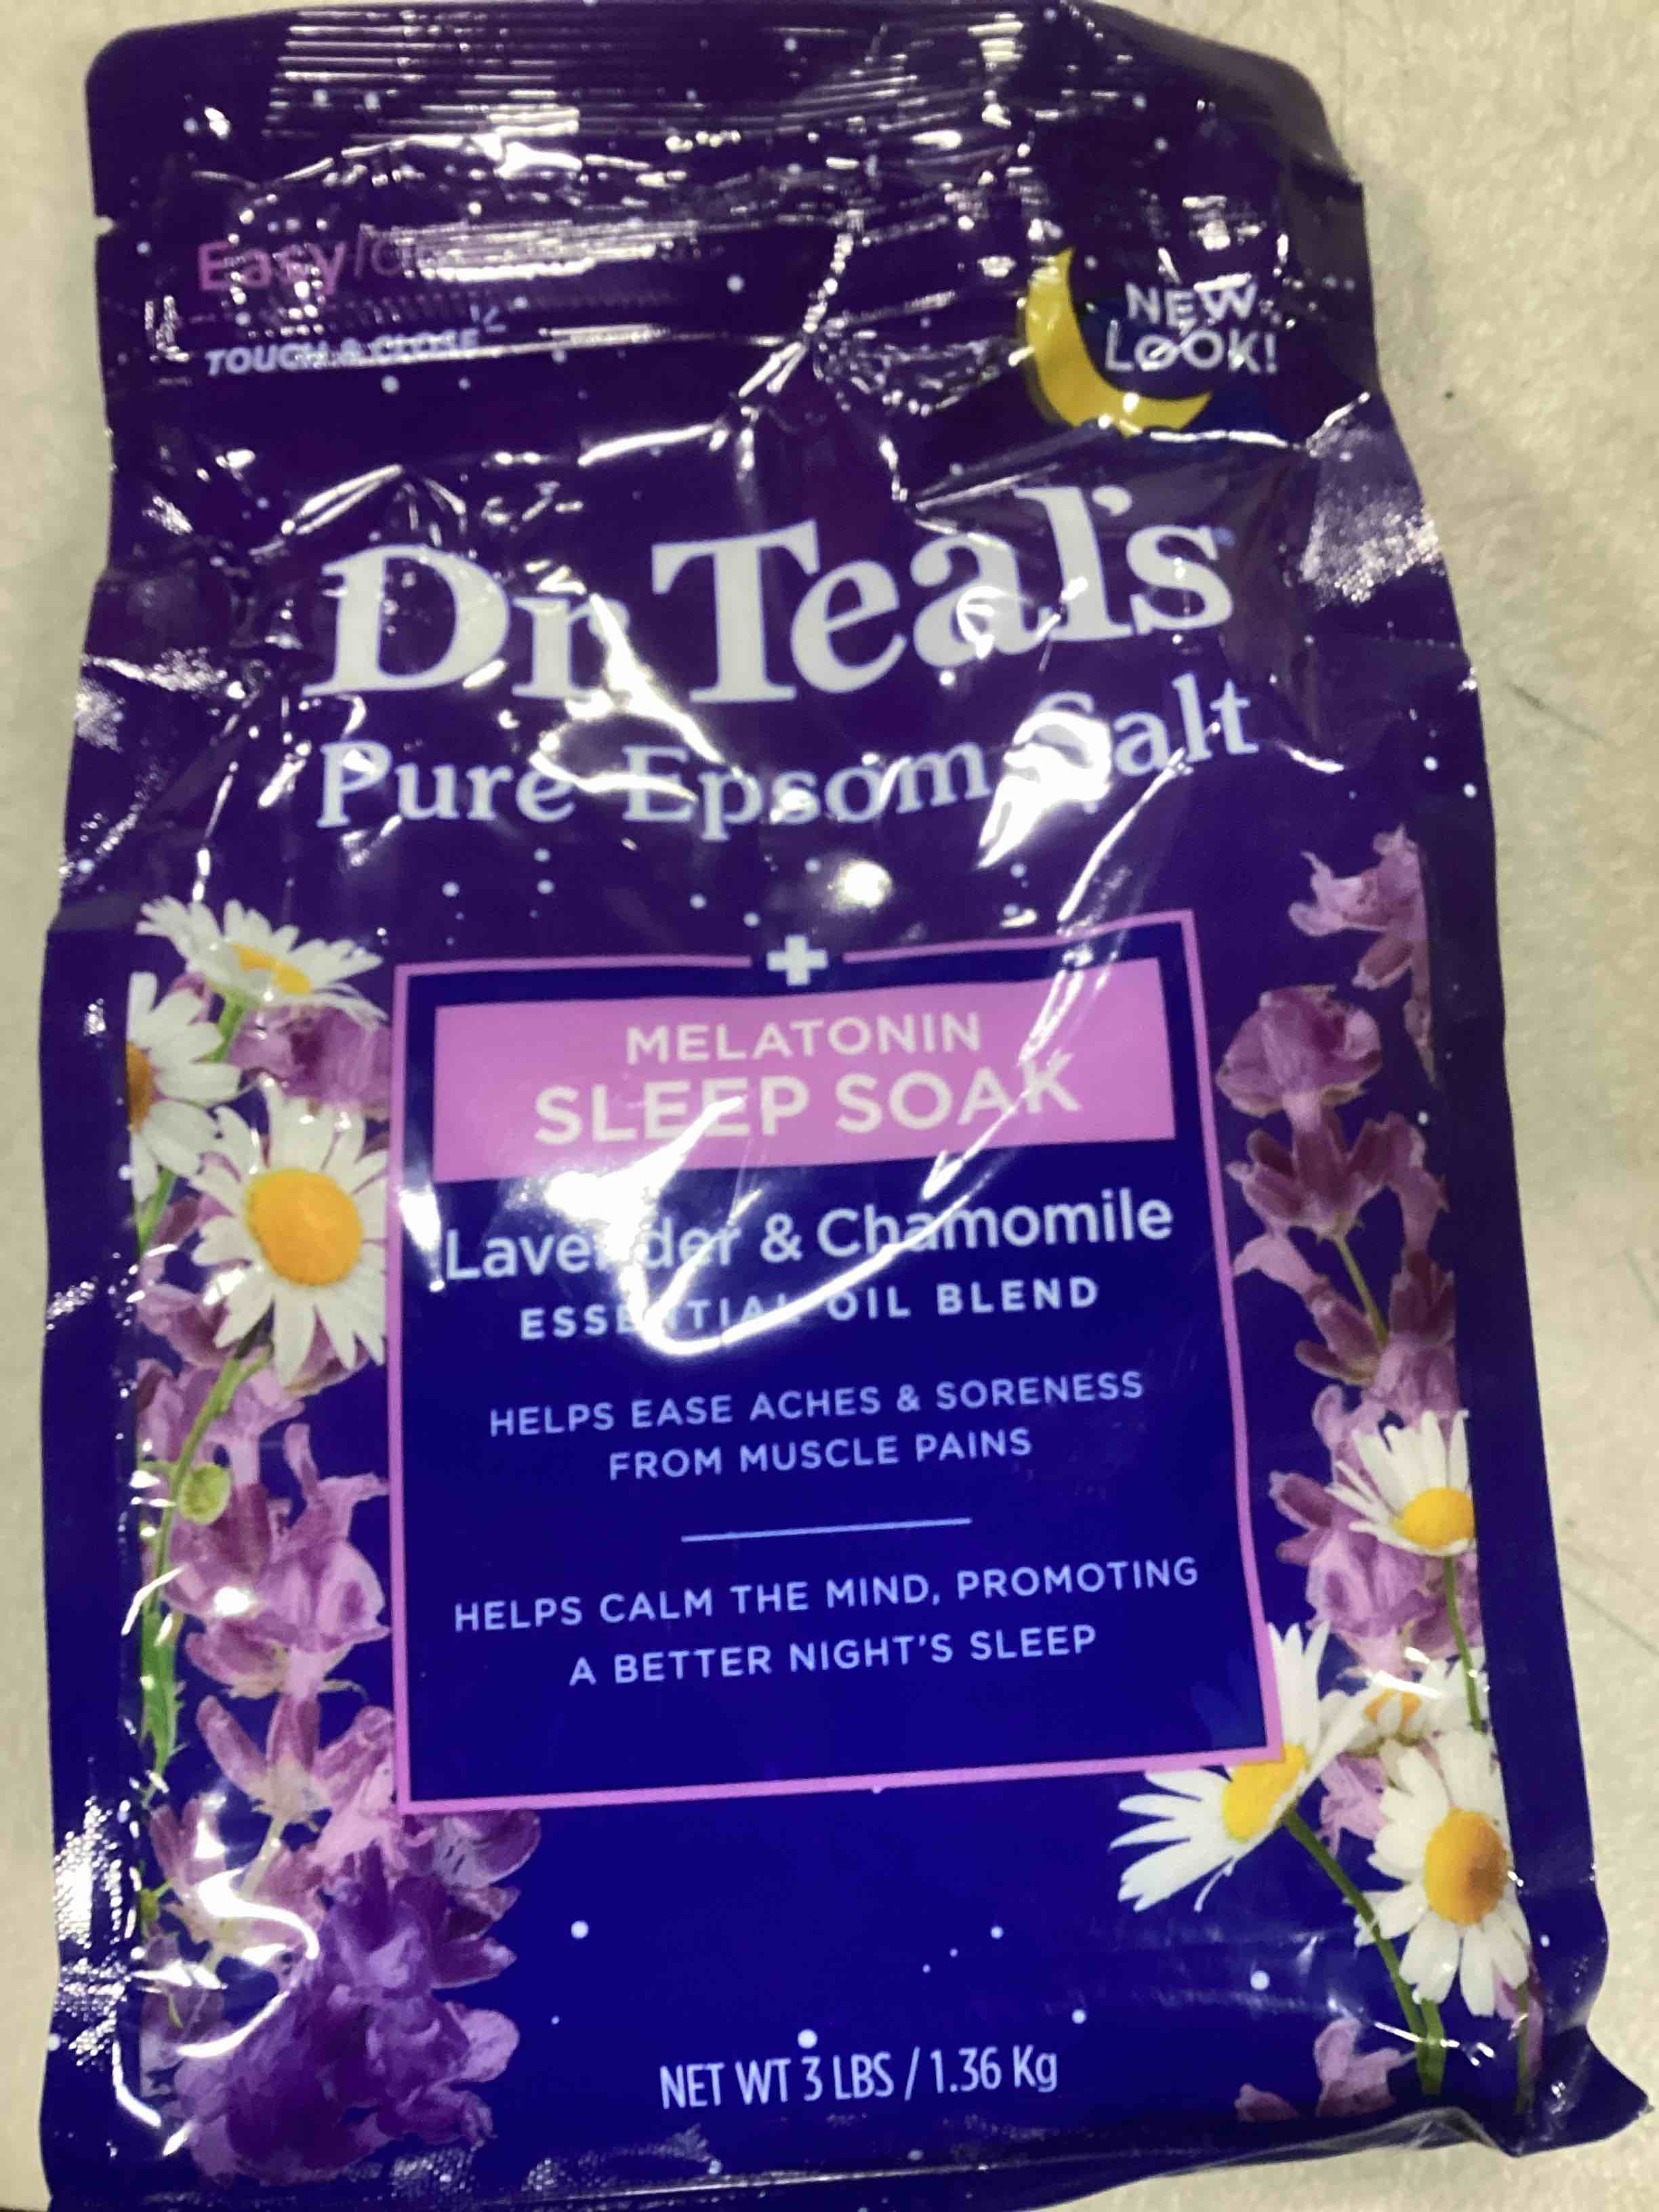 Easy
TOUCH & CLOSE
NEW
LOOK!
Dr Teal's
Pure Epsom Salt
+
MELATONIN
SLEEP SOAK
Lavender & Chamomile
ESSENTIAL OIL BLEND
HELPS EASE ACHES & SORENESS
FROM MUSCLE PAINS
HELPS CALM THE MIND, PROMOTING
A BETTER NIGHT'S SLEEP
NET WT 3 LBS / 1.36 Kg